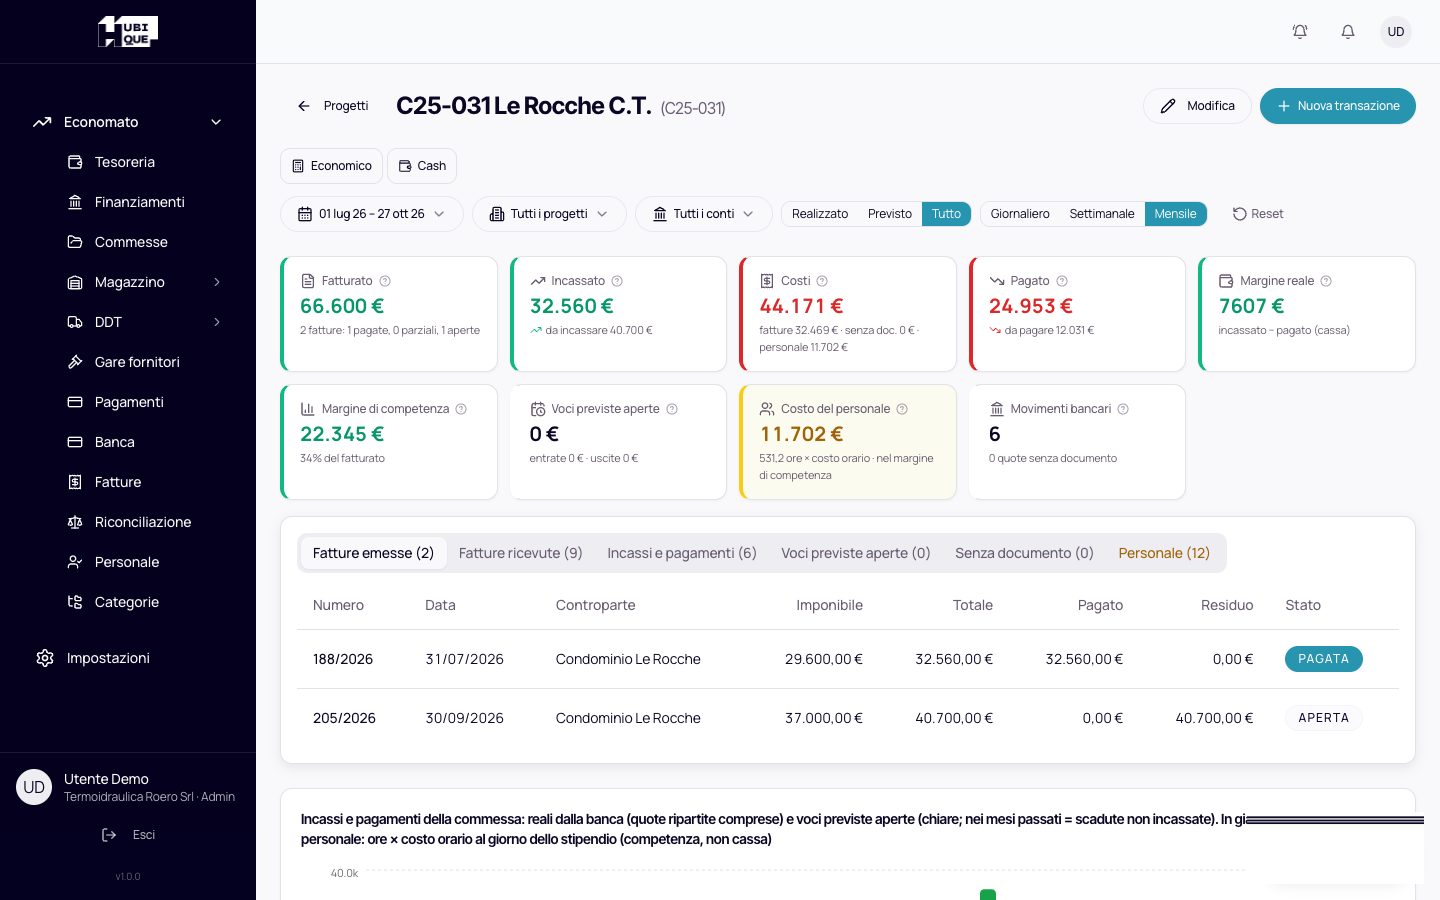 UBI
QUE
UD
Economato
Tesoreria
Finanziamenti
Commesse
Magazzino
DDT
Gare fornitori
Pagamenti
Banca
Fatture
Riconciliazione
Personale
Categorie
Impostazioni
UD
Utente Demo
Termoidraulica Roero Srl · Admin
Esci
v1.0.0
Progetti
C25-031 Le Rocche C.T. (C25-031)
Modifica
Nuova transazione
Economico
Cash
01 lug 26 – 27 ott 26
Tutti i progetti
Tutti i conti
Realizzato Previsto Tutto
Giornaliero Settimanale Mensile
Reset
Fatturato
66.600 €
2 fatture: 1 pagate, 0 parziali, 1 aperte
Incassato
32.560 €
da incassare 40.700 €
Costi
44.171 €
fatture 32.469 € · senza doc. 0 € ·
personale 11.702 €
Pagato
24.953 €
da pagare 12.031 €
Margine reale
7607 €
incassato – pagato (cassa)
Margine di competenza
22.345 €
34% del fatturato
Voci previste aperte
0 €
entrate 0 € · uscite 0 €
Costo del personale
11.702 €
531,2 ore × costo orario · nel margine
di competenza
Movimenti bancari
6
0 quote senza documento
Fatture emesse (2) Fatture ricevute (9) Incassi e pagamenti (6) Voci previste aperte (0) Senza documento (0) Personale (12)
Numero Data Controparte Imponibile Totale Pagato Residuo Stato
188/2026 31/07/2026 Condominio Le Rocche 29.600,00 € 32.560,00 € 32.560,00 € 0,00 € PAGATA
205/2026 30/09/2026 Condominio Le Rocche 37.000,00 € 40.700,00 € 0,00 € 40.700,00 € APERTA
Incassi e pagamenti della commessa: reali dalla banca (quote ripartite comprese) e voci previste aperte (chiare; nei mesi passati = scadute non incassate). In
personale: ore × costo orario al giorno dello stipendio (competenza, non cassa)
40.0k